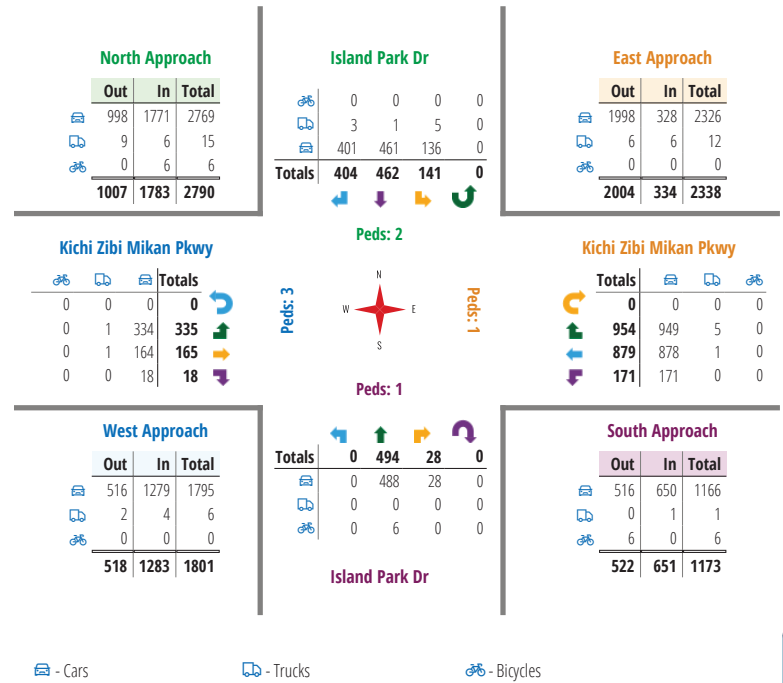 North Approach
Out In Total
998 1771 2769
9 6 15
0 6 6
1007 1783 2790
Island Park Dr
0 0 0 0
3 1 5 0
401 461 136 0
Totals 404 462 141 0
East Approach
Out In Total
1998 328 2326
6 6 12
0 0 0
2004 334 2338
Kichi Zibi Mikan Pkwy
Totals
0 0 0 0
0 1 334 335
0 1 164 165
0 0 18 18
Peds: 2
Peds: 3
N
W E
S
Peds: 1
Peds: 1
Kichi Zibi Mikan Pkwy
Totals
0 0 0 0
954 949 5 0
879 878 1 0
171 171 0 0
West Approach
Out In Total
516 1279 1795
2 4 6
0 0 0
518 1283 1801
Totals 0 494 28 0
0 488 28 0
0 0 0 0
0 6 0 0
Island Park Dr
South Approach
Out In Total
516 650 1166
0 1 1
6 0 6
522 651 1173
- Cars
- Trucks
- Bicycles